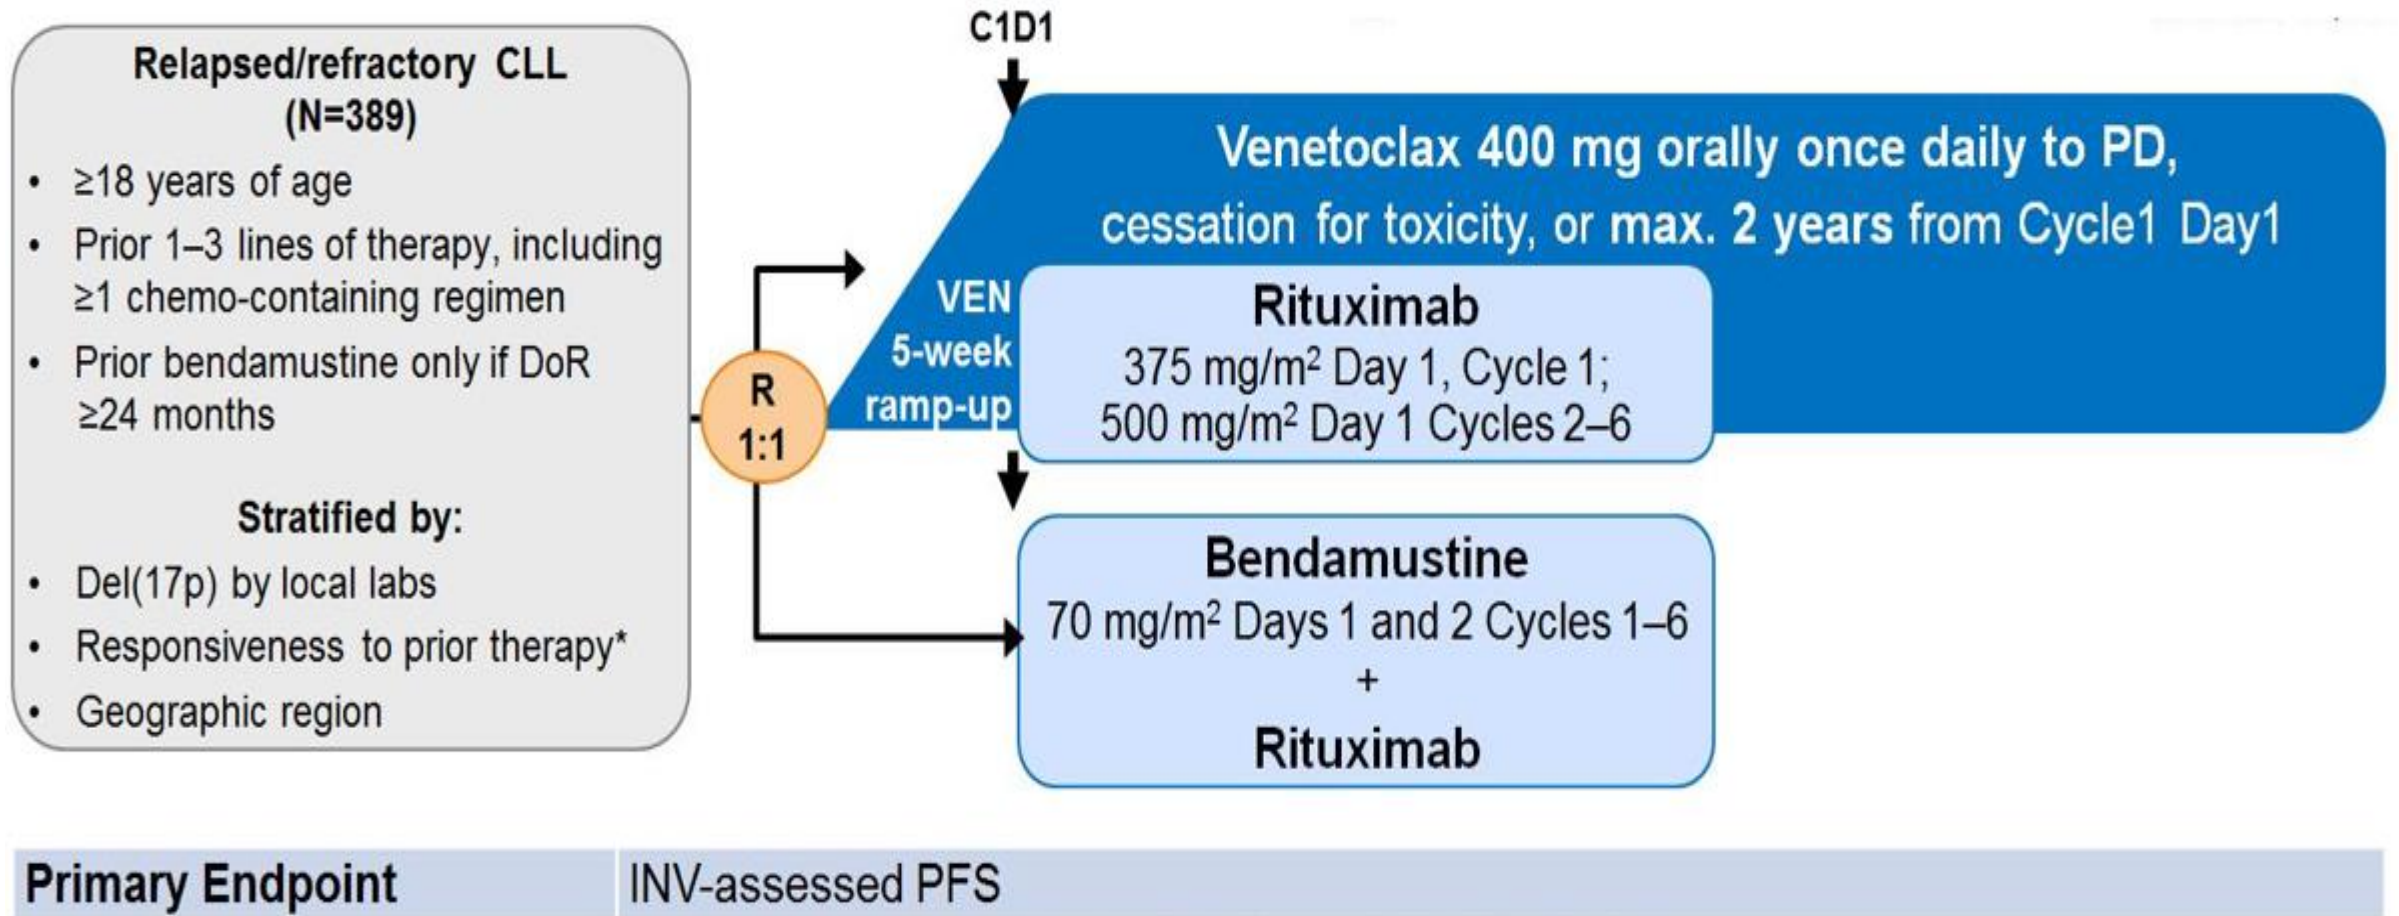 Relapsed/refractory CLL
(N=389)
• ≥18 years of age
• Prior 1–3 lines of therapy, including
≥1 chemo-containing regimen
• Prior bendamustine only if DoR
≥24 months
Stratified by:
• Del(17p) by local labs
• Responsiveness to prior therapy*
• Geographic region
R
1:1
C1D1
Venetoclax 400 mg orally once daily to PD,
cessation for toxicity, or max. 2 years from Cycle1 Day1
VEN
5-week
ramp-up
Rituximab
375 mg/m² Day 1, Cycle 1;
500 mg/m² Day 1 Cycles 2–6
Bendamustine
70 mg/m² Days 1 and 2 Cycles 1–6
+
Rituximab
Primary Endpoint INV-assessed PFS